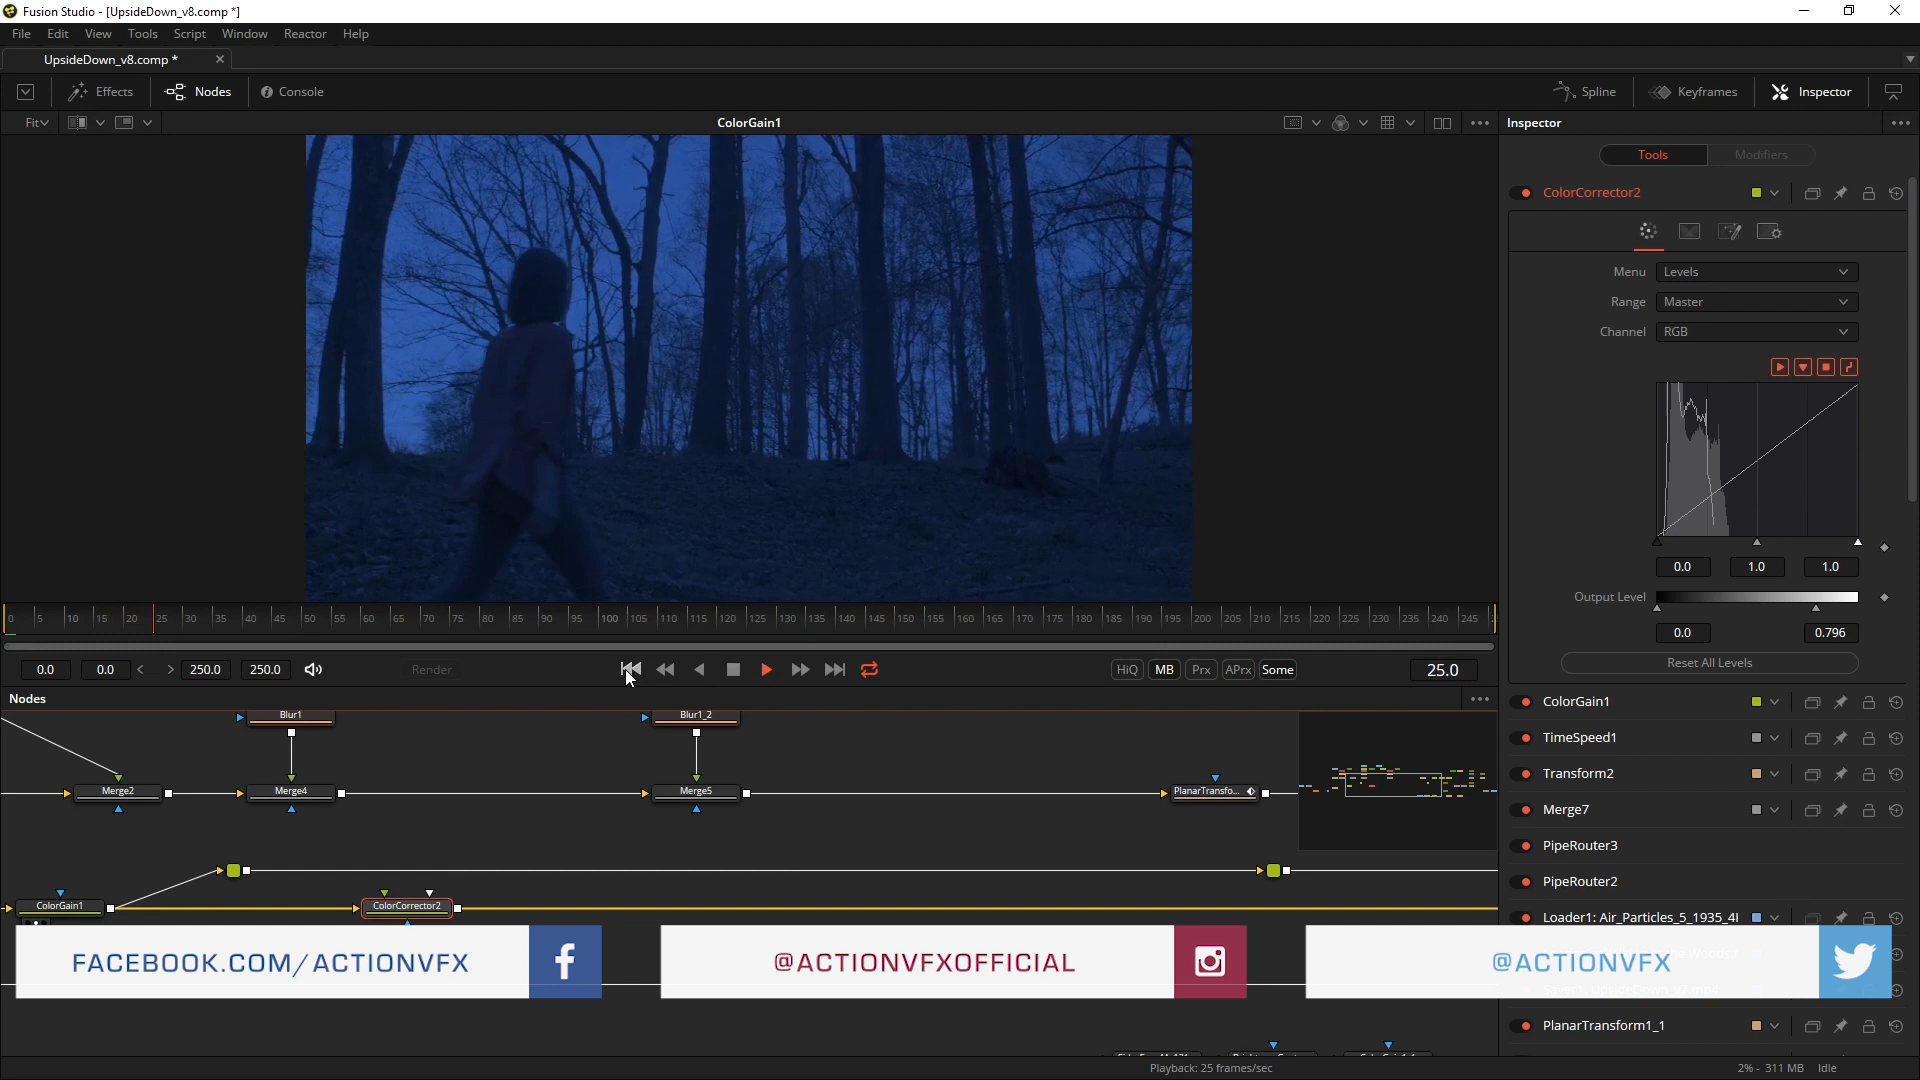 Fusion Studio - [UpsideDown_v8.comp *]
File Edit View Tools Script Window Reactor Help
UpsideDown_v8.comp *
Effects Nodes Console Spline Keyframes Inspector
Fit ColorGain1 Inspector
Tools Modifiers
ColorCorrector2
Menu Levels
Range Master
Channel RGB
0.0 1.0 1.0
Output Level
0.0 0.796
Reset All Levels
0 5 10 15 20 25 30 35 40 45 50 55 60 65 70 75 80 85 90 95 100 105 110 115 120 125 130 135 140 145 150 155 160 165 170 175 180 185 190 195 200 205 210 215 220 225 230 235 240 245
0.0 0.0 < > 250.0 250.0 Render HiQ MB Prx APrx Some 25.0
Nodes
Blur1 Blur1_2
Merge2 Merge4 Merge5 PlanarTransfo...
ColorGain1 ColorCorrector2
ColorGain1
TimeSpeed1
Transform2
Merge7
PipeRouter3
PipeRouter2
Loader1: Air_Particles_5_1935_4
PlanarTransform1_1
FACEBOOK.COM/ACTIONVFX
@ACTIONVFXOFFICIAL
@ACTIONVFX
Playback: 25 frames/sec 2% - 311 MB Idle